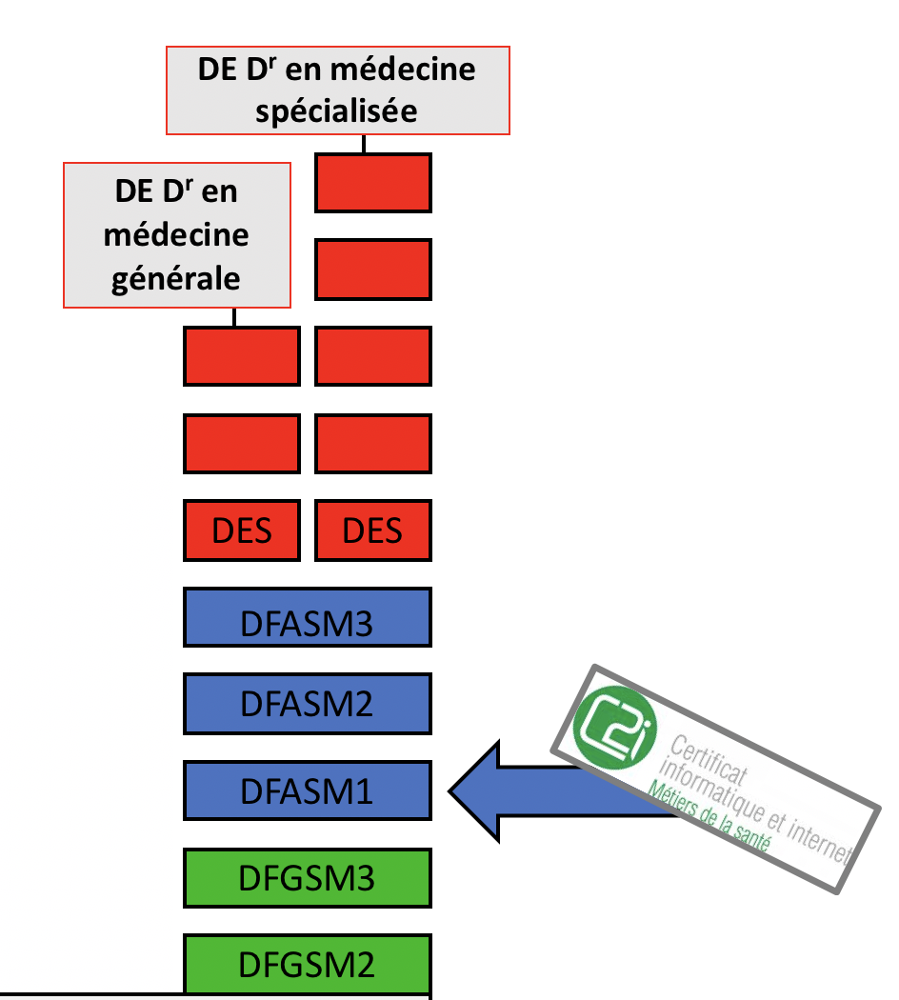 DE Dʳ en médecine
spécialisée
DE Dʳ en
médecine
générale
DES DES
DFASM3
DFASM2
DFASM1
C2i
Certificat
informatique et internet
Métiers de la santé
DFGSM3
DFGSM2